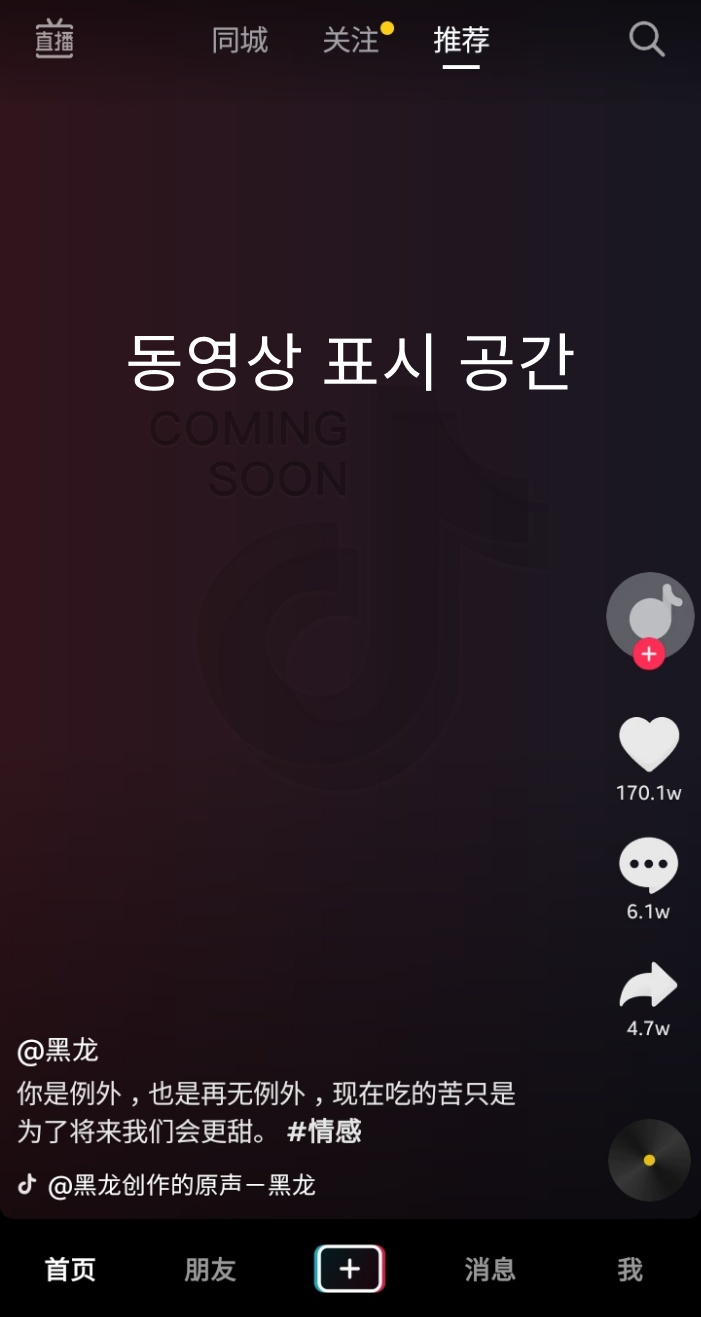 直播
同城 关注 推荐
동영상 표시 공간
COMING
SOON
170.1w
6.1w
4.7w
@黑龙
你是例外，也是再无例外，现在吃的苦只是
为了将来我们会更甜。 #情感
@黑龙创作的原声－黑龙
首页 朋友 消息 我